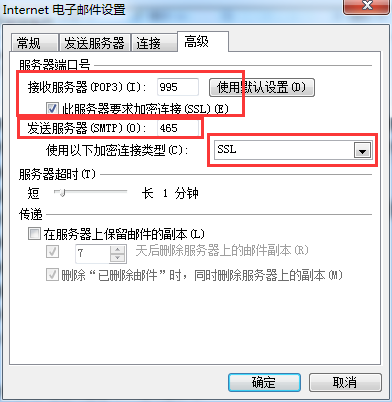 Internet 电子邮件设置
常规 发送服务器 连接 高级
服务器端口号
接收服务器(POP3)(I): 995 使用默认设置(D)
此服务器要求加密连接(SSL)(E)
发送服务器(SMTP)(O): 465
使用以下加密连接类型(C): SSL
服务器超时(T)
短 长 1 分钟
传递
在服务器上保留邮件的副本(L)
7 天后删除服务器上的邮件副本(R)
删除“已删除邮件”时，同时删除服务器上的副本(M)
确定 取消